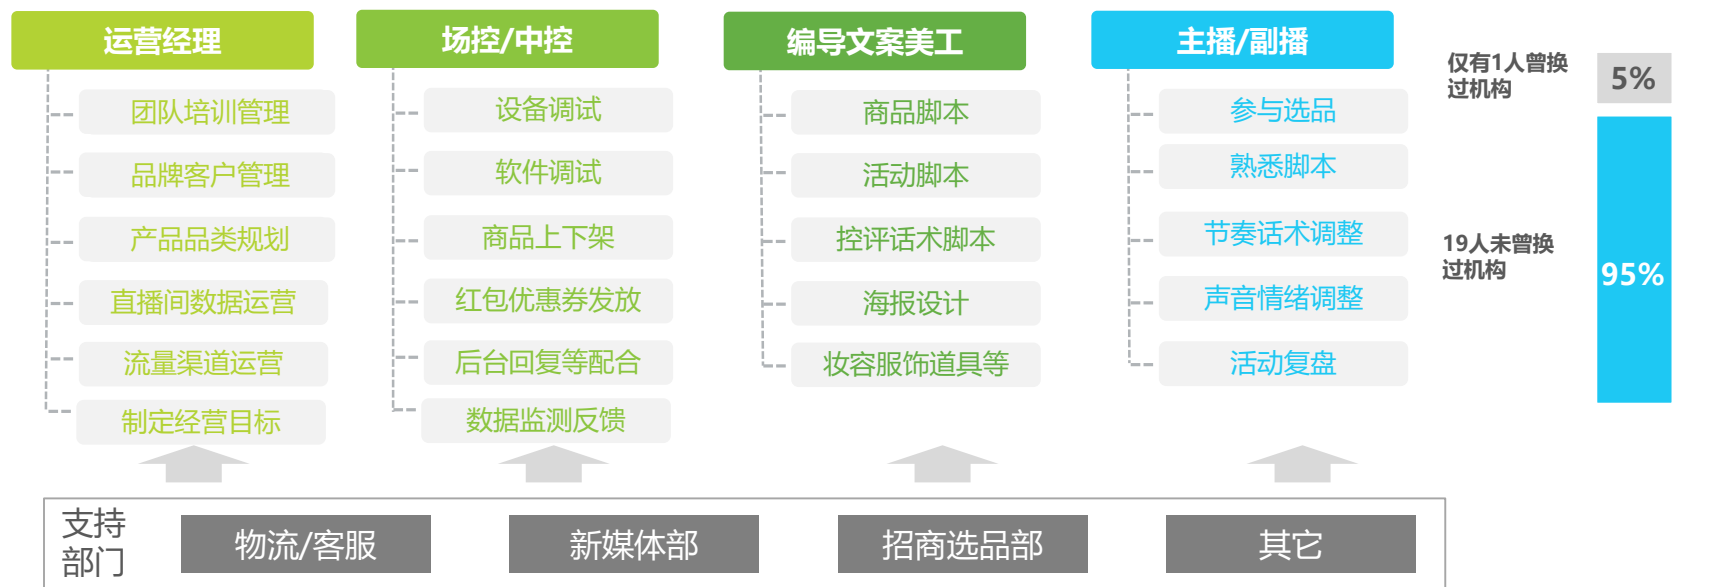 运营经理
团队培训管理
品牌客户管理
产品品类规划
直播间数据运营
流量渠道运营
制定经营目标
场控/中控
设备调试
软件调试
商品上下架
红包优惠券发放
后台回复等配合
数据监测反馈
编导文案美工
商品脚本
活动脚本
控评话术脚本
海报设计
妆容服饰道具等
主播/副播
参与选品
熟悉脚本
节奏话术调整
声音情绪调整
活动复盘
仅有1人曾换
过机构
5%
19人未曾换
过机构
95%
支持
部门
物流/客服
新媒体部
招商选品部
其它